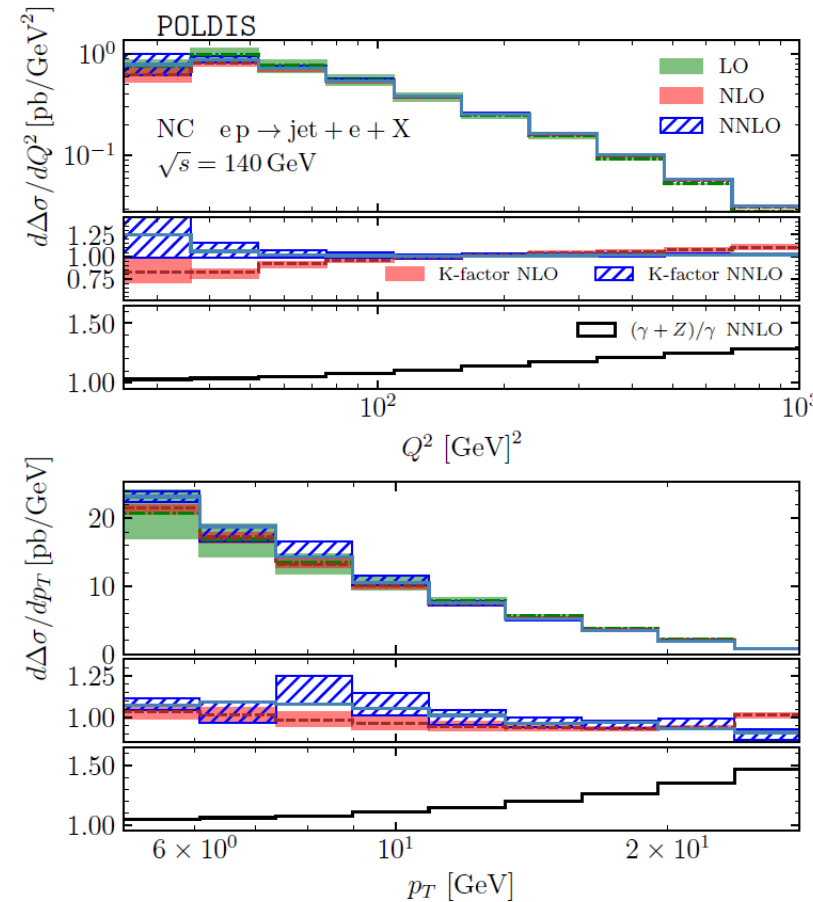 POLDIS
dΔσ/dQ² [pb/GeV²]
10⁰
10⁻¹
LO
NLO
NNLO
NC e p → jet + e + X
√s = 140 GeV
1.25
1.00
0.75
K-factor NLO
K-factor NNLO
1.50
1.00
(γ + Z)/γ NNLO
10²
10³
Q² [GeV]²
dΔσ/dp_T [pb/GeV]
20
10
0
1.25
1.00
1.50
1.00
6 × 10⁰
10¹
2 × 10¹
p_T [GeV]